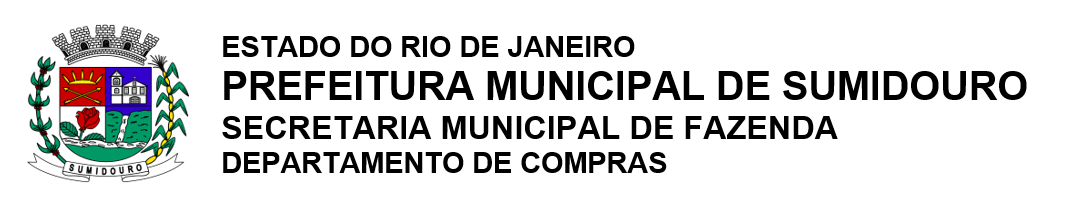 ESTADO DO RIO DE JANEIRO
PREFEITURA MUNICIPAL DE SUMIDOURO
SECRETARIA MUNICIPAL DE FAZENDA
DEPARTAMENTO DE COMPRAS
SUMIDOURO